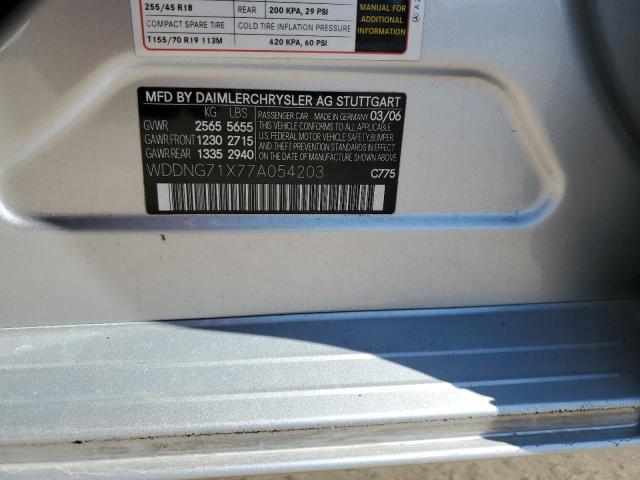 255/45 R18 REAR 200 KPA, 29 PSI
COMPACT SPARE TIRE COLD TIRE INFLATION PRESSURE
T155/70 R19 113M 420 KPA, 60 PSI
MANUAL FOR
ADDITIONAL
INFORMATION
MFD BY DAIMLERCHRYSLER AG STUTTGART
KG LBS PASSENGER CAR MADE IN GERMANY 03/06
GVWR 2565 5655 THIS VEHICLE CONFORMS TO ALL APPLICABLE
GAWR FRONT 1230 2715 U.S. FEDERAL MOTOR VEHICLE SAFETY, BUMPER
GAWR REAR 1335 2940 AND THEFT PREVENTION STANDARDS IN EFFECT
ON THE DATE OF MANUFACTURE SHOWN ABOVE
WDDNG71X77A054203 C775